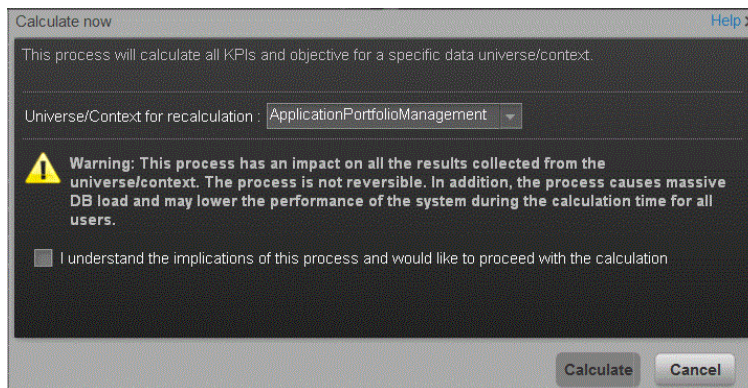 Calculate now
Help
This process will calculate all KPIs and objective for a specific data universe/context.
Universe/Context for recalculation : ApplicationPortfolioManagement
Warning: This process has an impact on all the results collected from the
universe/context. The process is not reversible. In addition, the process causes massive
DB load and may lower the performance of the system during the calculation time for all
users.
I understand the implications of this process and would like to proceed with the calculation
Calculate
Cancel